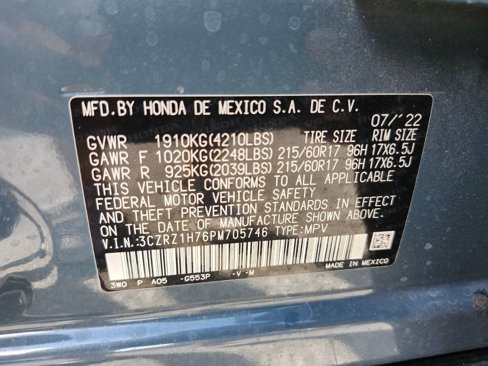 MFD.BY HONDA DE MEXICO S.A. DE C.V. 07/'22
GVWR 1910KG(4210LBS) TIRE SIZE RIM SIZE
GAWR F 1020KG(2248LBS) 215/60R17 96H 17X6.5J
GAWR R 925KG(2039LBS) 215/60R17 96H 17X6.5J
THIS VEHICLE CONFORMS TO ALL APPLICABLE
FEDERAL MOTOR VEHICLE SAFETY
AND THEFT PREVENTION STANDARDS IN EFFECT
ON THE DATE OF MANUFACTURE SHOWN ABOVE.
V.I.N.:3CZRZ1H76PM705746 TYPE:MPV
3WO P A05 -G553P -V -M
MADE IN MEXICO